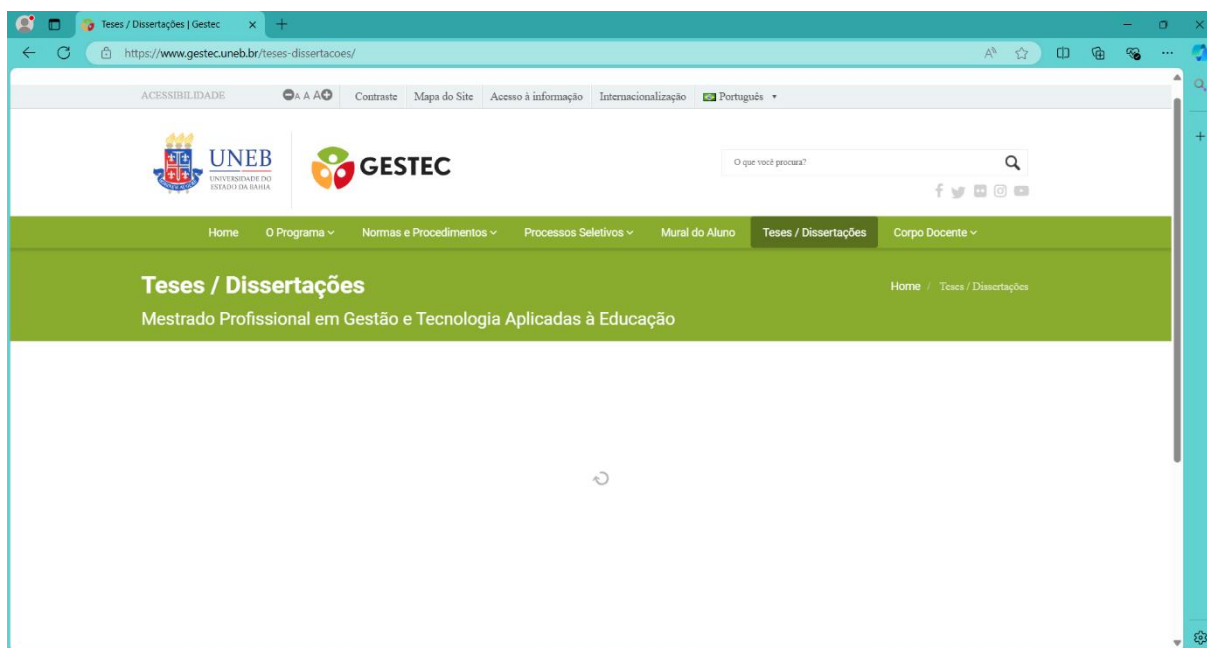 Teses / Dissertações | Gestec
https://www.gestec.uneb.br/teses-dissertacoes/
ACESSIBILIDADE A A A Contraste Mapa do Site Acesso à informação Internacionalização Português
UNEB
UNIVERSIDADE DO
ESTADO DA BAHIA
GESTEC
O que você procura?
Home O Programa Normas e Procedimentos Processos Seletivos Mural do Aluno Teses / Dissertações Corpo Docente
Teses / Dissertações
Home / Teses / Dissertações
Mestrado Profissional em Gestão e Tecnologia Aplicadas à Educação